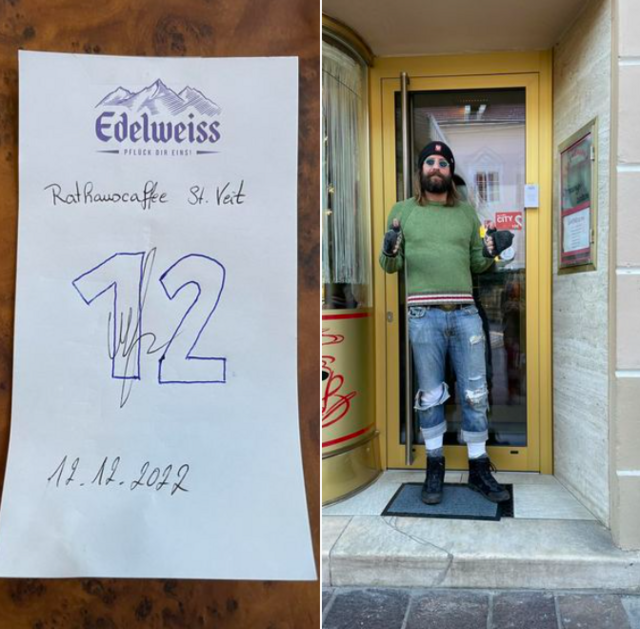 Edelweiss
PFLÜCK DIR EINS!
Rathauscaffee St. Veit
12
12.12.2022
CITY